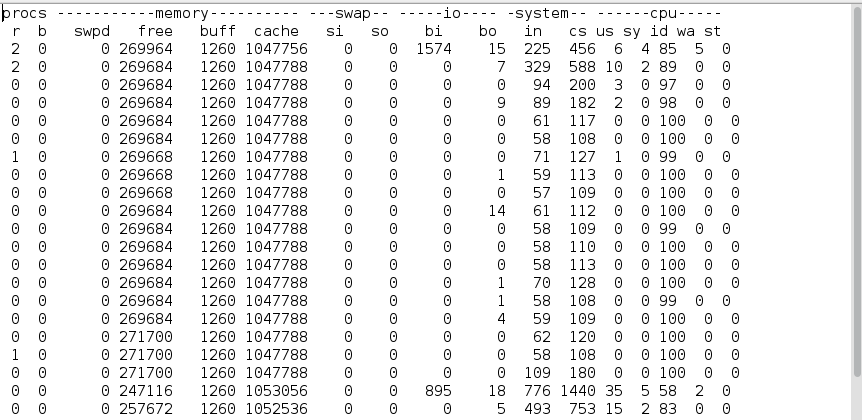 procs -----------memory---------- ---swap-- -----io---- -system-- ------cpu-----
 r  b   swpd   free   buff  cache   si   so    bi    bo   in   cs us sy id wa st
 2  0      0 269964   1260 1047756    0    0  1574    15  225  456  6  4 85  5  0
 2  0      0 269684   1260 1047788    0    0     0     7  329  588 10  2 89  0  0
 0  0      0 269684   1260 1047788    0    0     0     0   94  200  3  0 97  0  0
 0  0      0 269684   1260 1047788    0    0     0     9   89  182  2  0 98  0  0
 0  0      0 269684   1260 1047788    0    0     0     0   61  117  0  0 100  0  0
 0  0      0 269684   1260 1047788    0    0     0     0   58  108  0  0 100  0  0
 1  0      0 269668   1260 1047788    0    0     0     0   71  127  1  0 99  0  0
 0  0      0 269668   1260 1047788    0    0     0     1   59  113  0  0 100  0  0
 0  0      0 269668   1260 1047788    0    0     0     0   57  109  0  0 100  0  0
 0  0      0 269684   1260 1047788    0    0     0    14   61  112  0  0 100  0  0
 0  0      0 269684   1260 1047788    0    0     0     0   58  109  0  0 99  0  0
 0  0      0 269684   1260 1047788    0    0     0     0   58  110  0  0 100  0  0
 0  0      0 269684   1260 1047788    0    0     0     0   58  113  0  0 100  0  0
 0  0      0 269684   1260 1047788    0    0     0     1   70  128  0  0 100  0  0
 0  0      0 269684   1260 1047788    0    0     0     1   58  108  0  0 99  0  0
 0  0      0 269684   1260 1047788    0    0     0     4   59  109  0  0 100  0  0
 0  0      0 271700   1260 1047788    0    0     0     0   62  120  0  0 100  0  0
 1  0      0 271700   1260 1047788    0    0     0     0   58  108  0  0 100  0  0
 0  0      0 271700   1260 1047788    0    0     0     0  109  180  0  0 100  0  0
 0  0      0 247116   1260 1053056    0    0   895    18  776 1440 35  5 58  2  0
 0  0      0 257672   1260 1052536    0    0     0     5  493  753 15  2 83  0  0